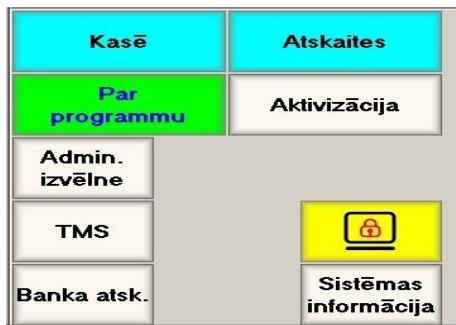 Kasē
Atskaites
Par
programmu
Aktivizācija
Admin.
izvēlne
TMS
Banka atsk.
Sistēmas
informācija